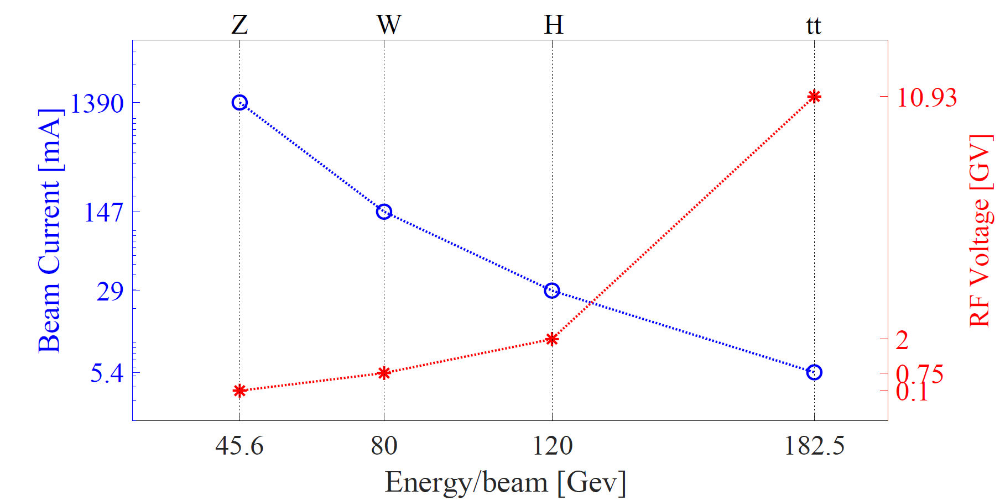 Z W H tt
Beam Current [mA]
1390
147
29
5.4
10.93
2
0.75
0.1
RF Voltage [GV]
45.6 80 120 182.5
Energy/beam [Gev]